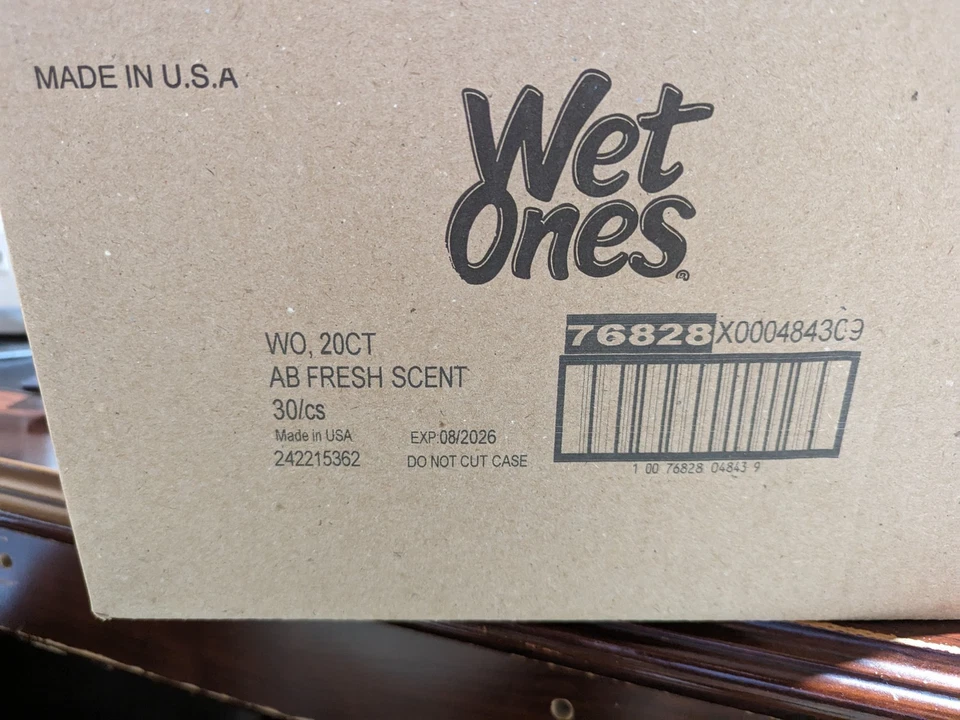 MADE IN U.S.A
Wet
Ones®
WO, 20CT
AB FRESH SCENT
30/cs
Made in USA
EXP:08/2026
242215362
DO NOT CUT CASE
76828X000484309
1 00 76828 04843 9